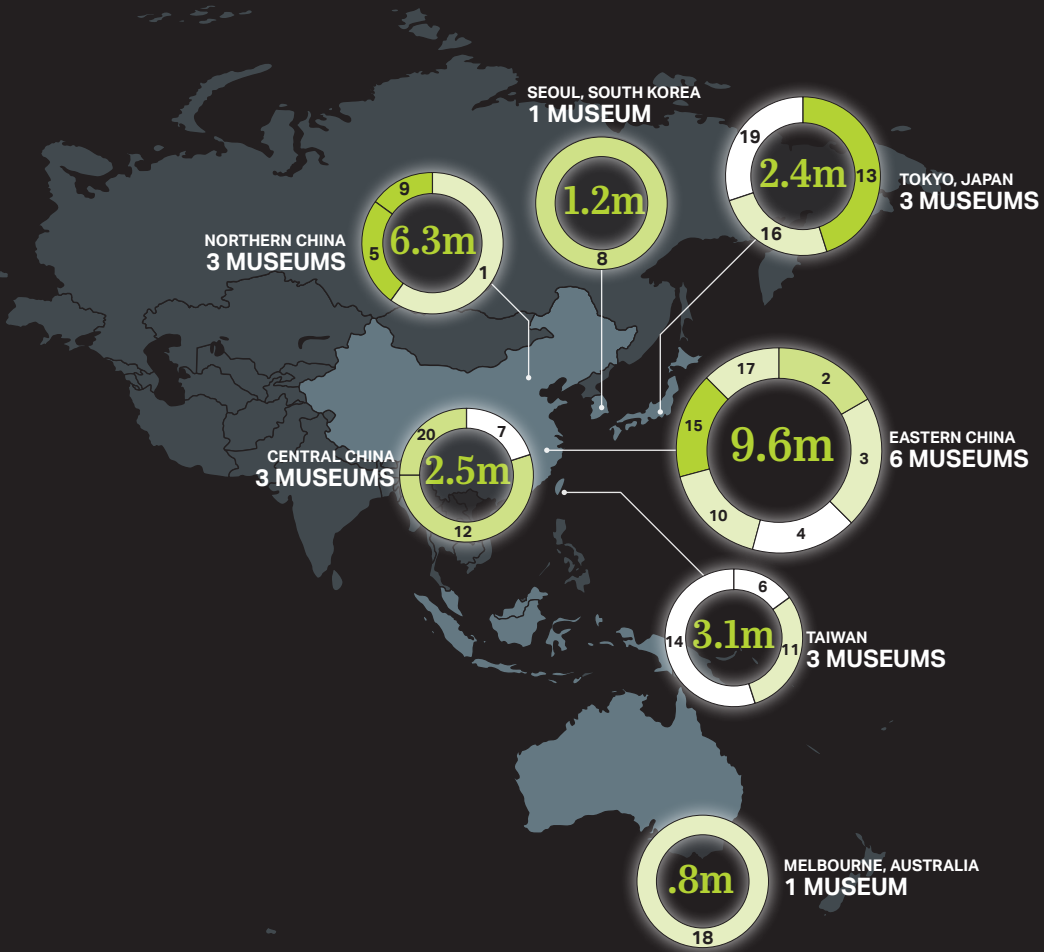 SEOUL, SOUTH KOREA
1 MUSEUM
1.2m
8
TOKYO, JAPAN
3 MUSEUMS
2.4m
19
13
16
NORTHERN CHINA
3 MUSEUMS
6.3m
9
5
1
EASTERN CHINA
6 MUSEUMS
9.6m
17
2
15
3
10
4
CENTRAL CHINA
3 MUSEUMS
2.5m
20
7
12
TAIWAN
3 MUSEUMS
3.1m
6
14
11
MELBOURNE, AUSTRALIA
1 MUSEUM
.8m
18